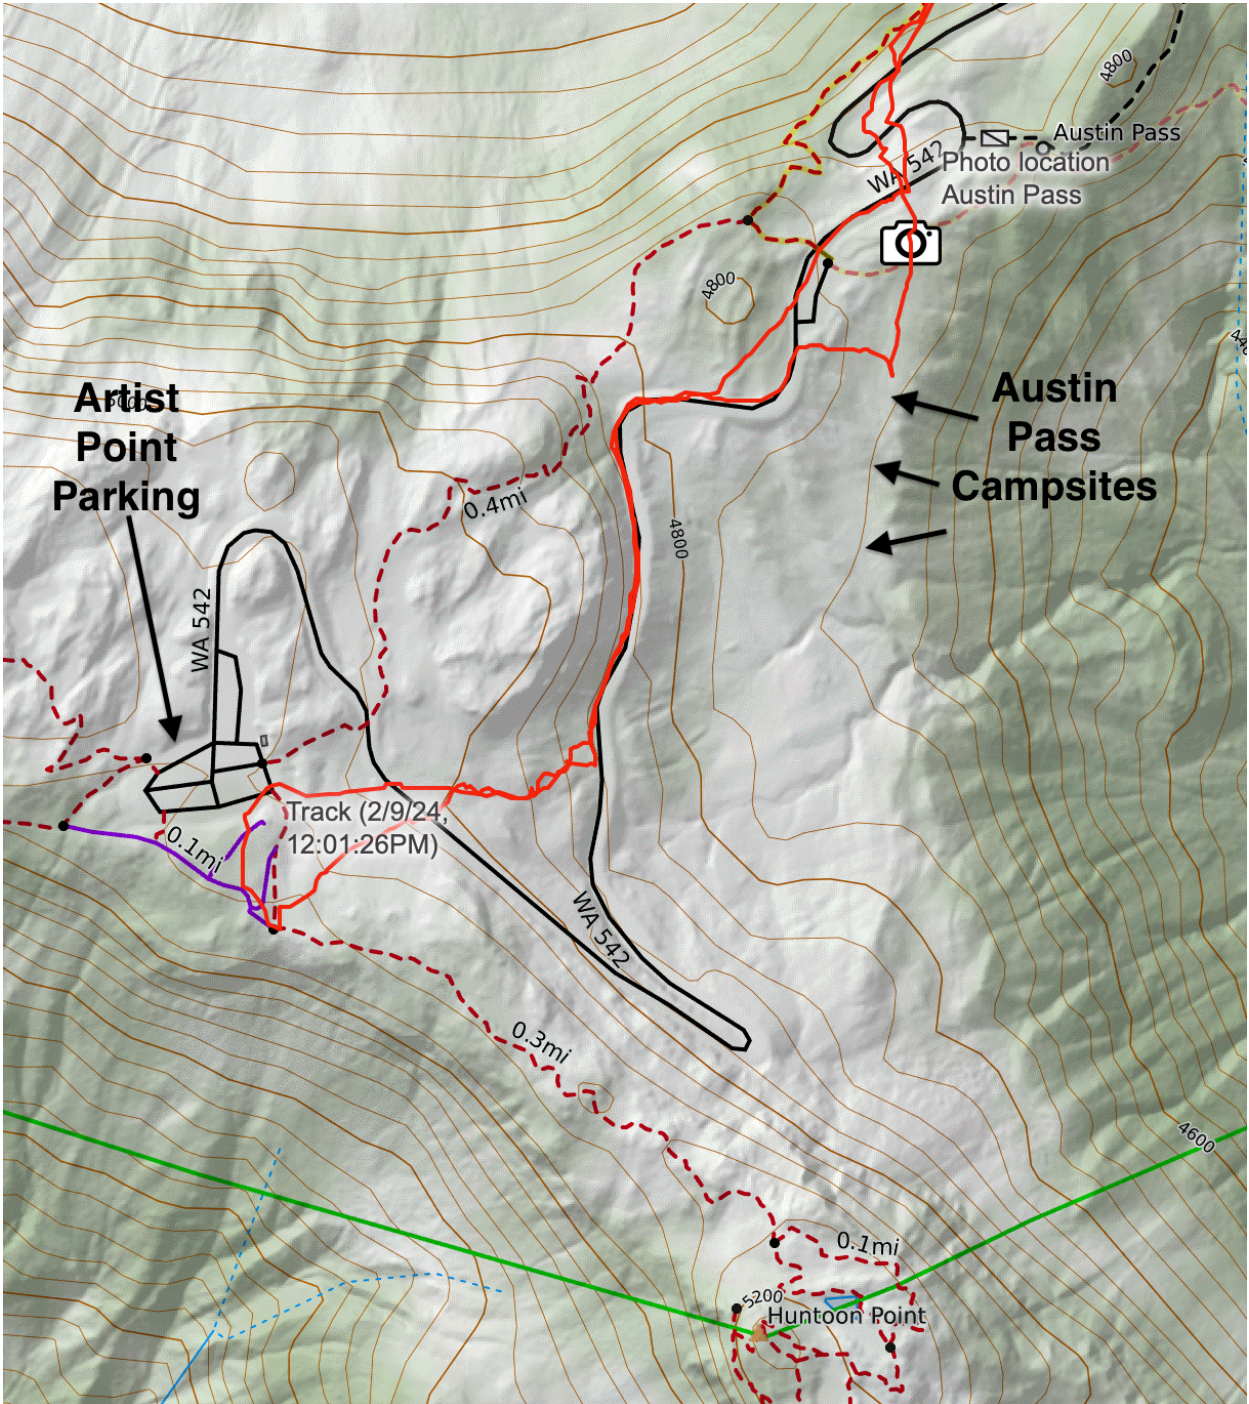 4800
Austin Pass
WA 542
Photo location
Austin Pass
4800
Artist
Point
Parking
5000
Austin
Pass
Campsites
0.4mi
4800
WA 542
Track (2/9/24,
12:01:26PM)
0.1mi
WA 542
0.3mi
4600
0.1mi
5200
Huntoon Point